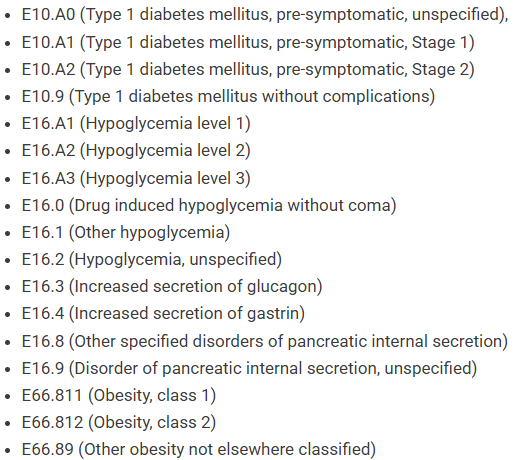 • E10.A0 (Type 1 diabetes mellitus, pre-symptomatic, unspecified),
• E10.A1 (Type 1 diabetes mellitus, pre-symptomatic, Stage 1)
• E10.A2 (Type 1 diabetes mellitus, pre-symptomatic, Stage 2)
• E10.9 (Type 1 diabetes mellitus without complications)
• E16.A1 (Hypoglycemia level 1)
• E16.A2 (Hypoglycemia level 2)
• E16.A3 (Hypoglycemia level 3)
• E16.0 (Drug induced hypoglycemia without coma)
• E16.1 (Other hypoglycemia)
• E16.2 (Hypoglycemia, unspecified)
• E16.3 (Increased secretion of glucagon)
• E16.4 (Increased secretion of gastrin)
• E16.8 (Other specified disorders of pancreatic internal secretion)
• E16.9 (Disorder of pancreatic internal secretion, unspecified)
• E66.811 (Obesity, class 1)
• E66.812 (Obesity, class 2)
• E66.89 (Other obesity not elsewhere classified)